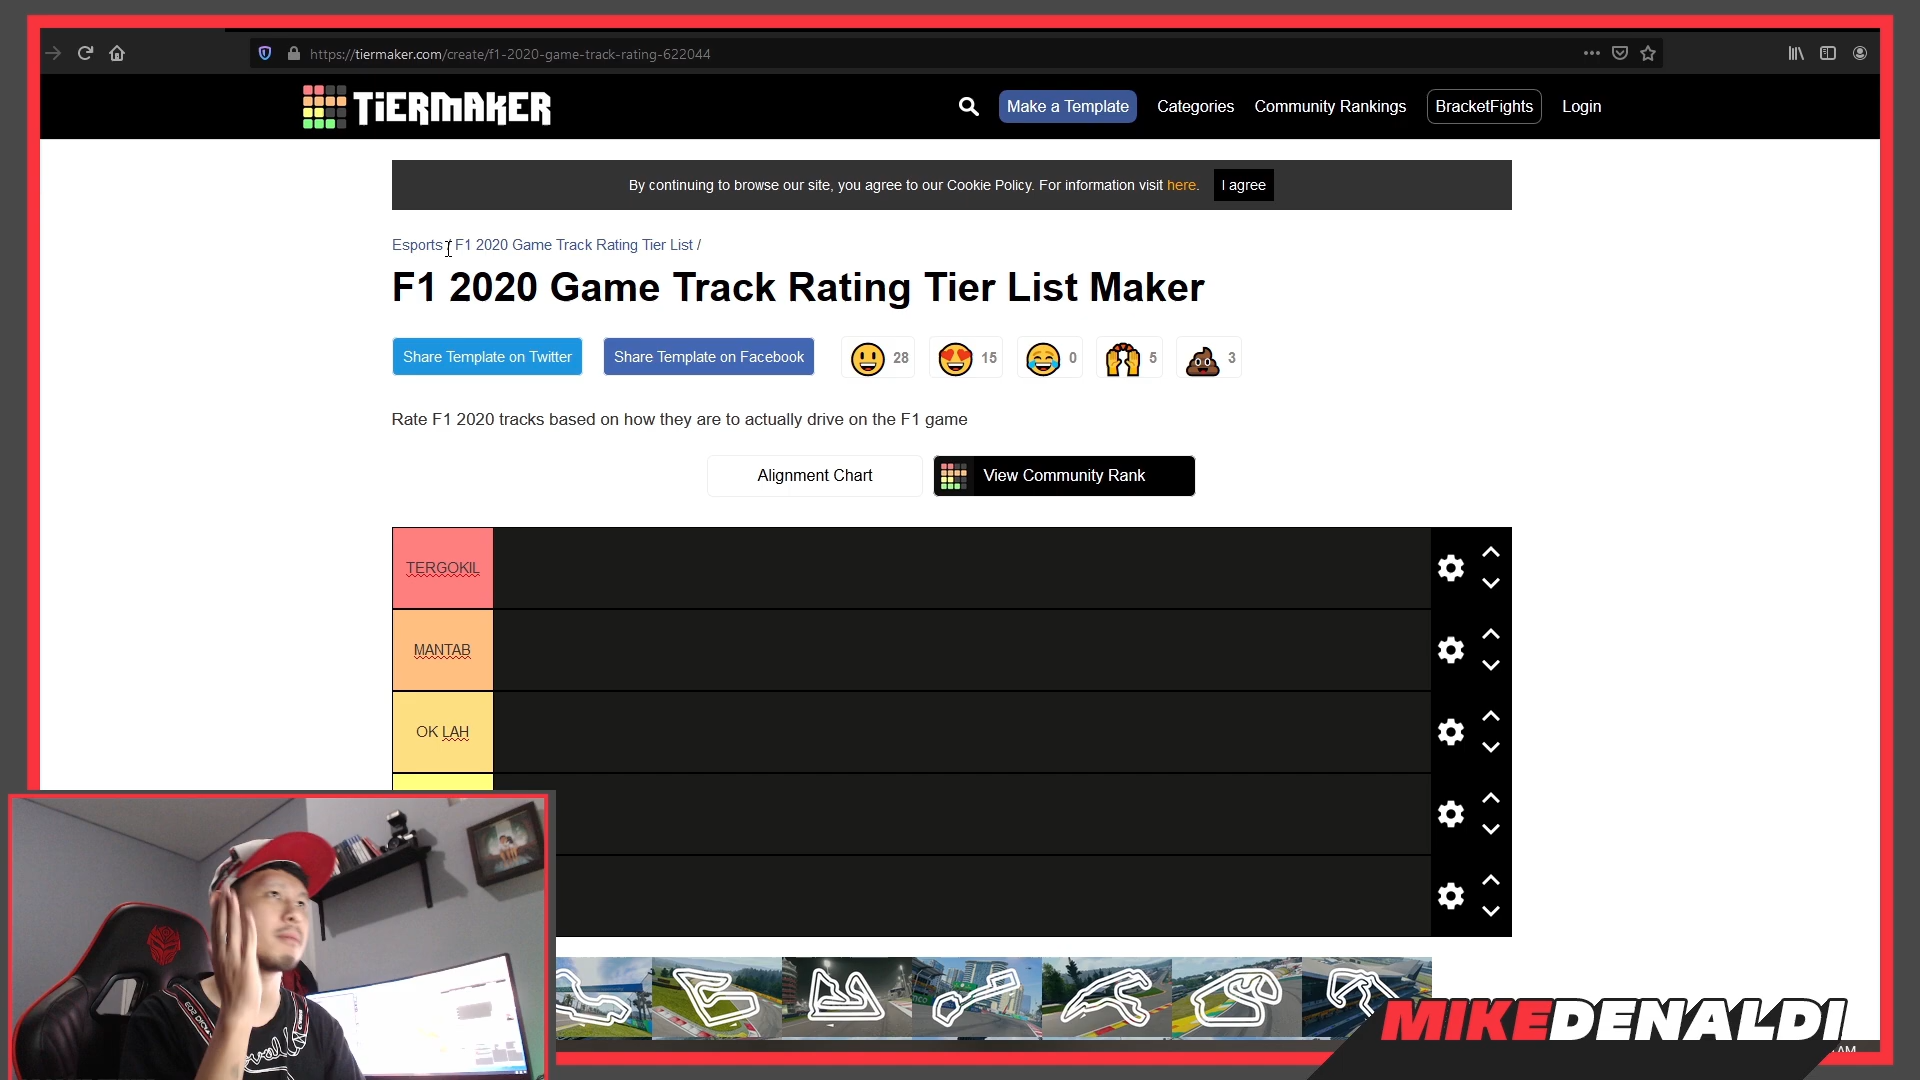 https://tiermaker.com/create/f1-2020-game-track-rating-622044
TiERMAKER
Make a Template
Categories
Community Rankings
BracketFights
Login
By continuing to browse our site, you agree to our Cookie Policy. For information visit here.
I agree
Esports / F1 2020 Game Track Rating Tier List /
F1 2020 Game Track Rating Tier List Maker
Share Template on Twitter
Share Template on Facebook
28
15
0
5
3
Rate F1 2020 tracks based on how they are to actually drive on the F1 game
Alignment Chart
View Community Rank
TERGOKIL
MANTAB
OK LAH
MIKEDENALDI
AM